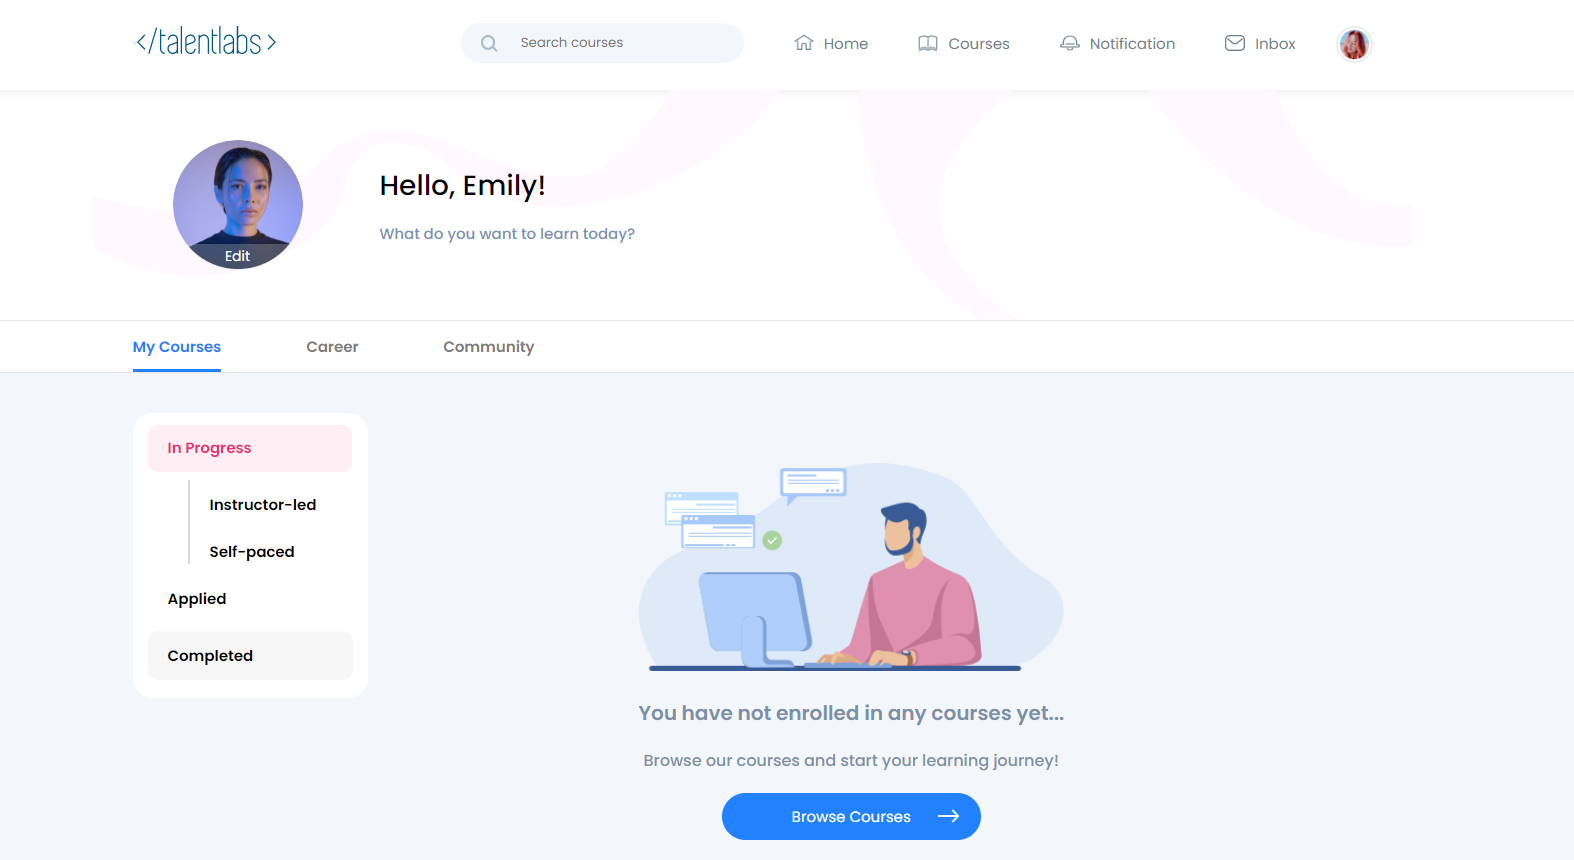 </talentlabs>
Search courses
Home
Courses
Notification
Inbox
Hello, Emily!
What do you want to learn today?
Edit
My Courses
Career
Community
In Progress
Instructor-led
Self-paced
Applied
Completed
You have not enrolled in any courses yet...
Browse our courses and start your learning journey!
Browse Courses